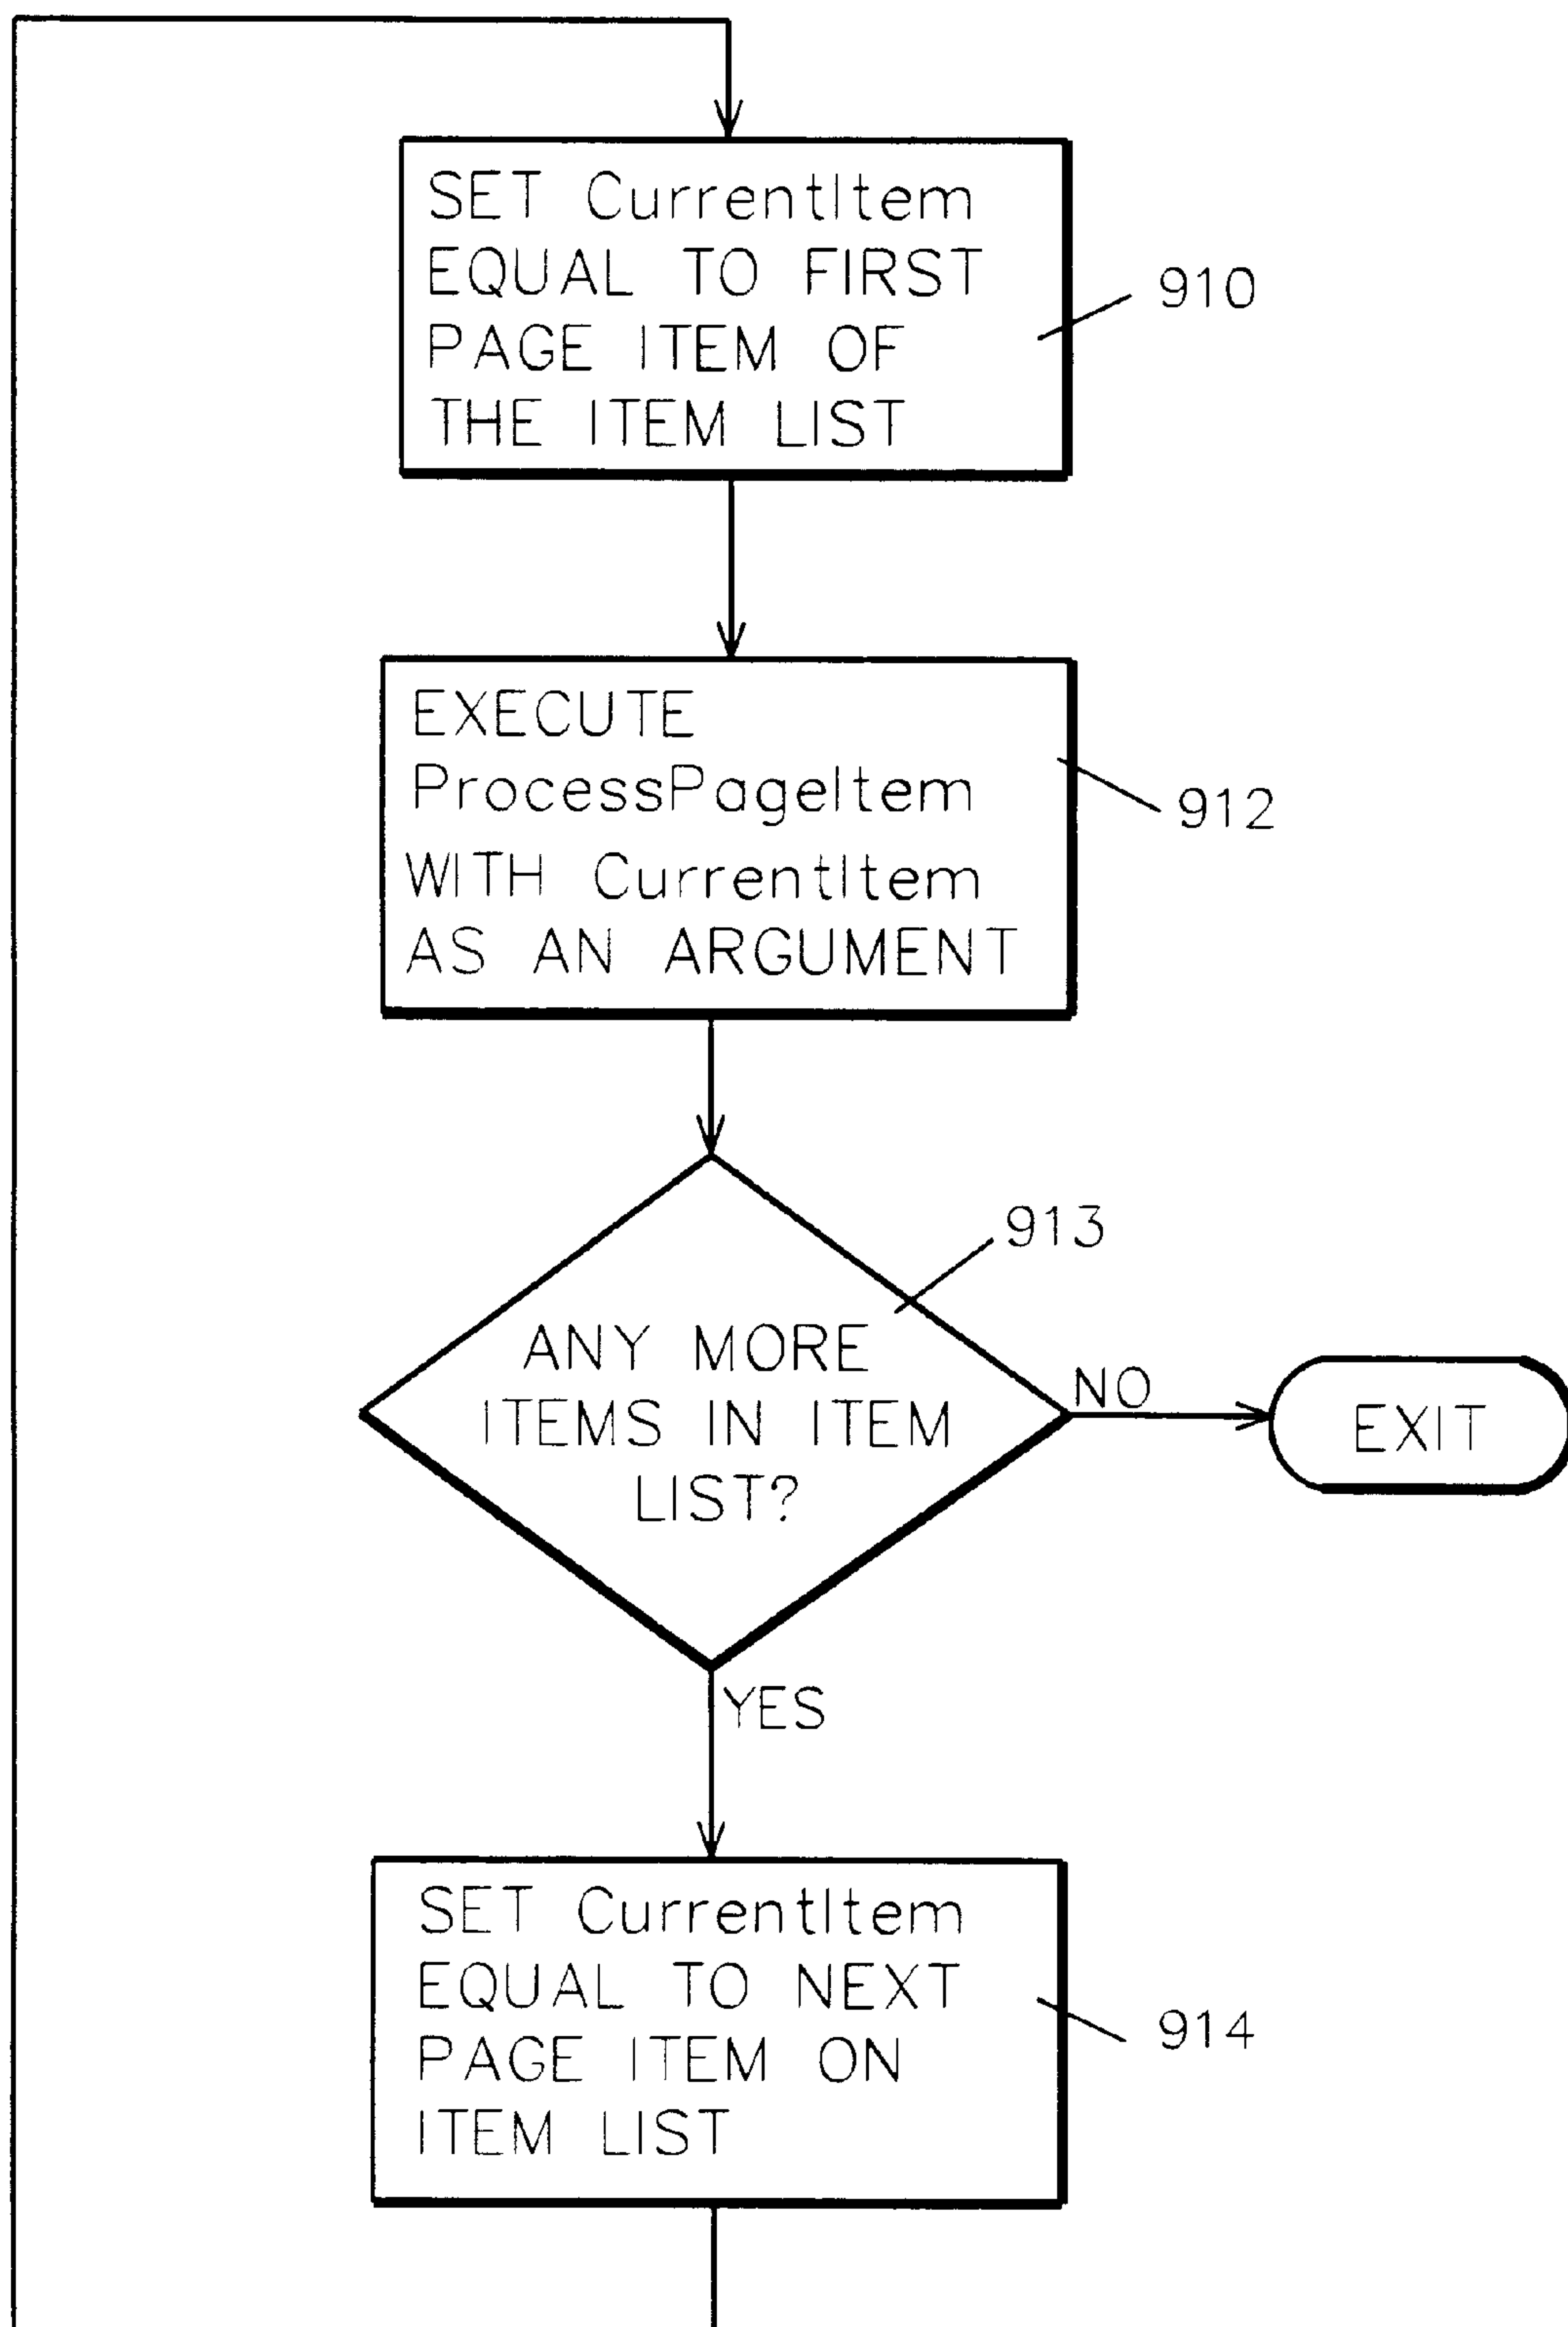 SET CurrentItem
EQUAL TO FIRST
PAGE ITEM OF
THE ITEM LIST
910
EXECUTE
ProcessPageItem
WITH CurrentItem
AS AN ARGUMENT
912
913
ANY MORE
ITEMS IN ITEM
LIST?
NO
EXIT
YES
SET CurrentItem
EQUAL TO NEXT
PAGE ITEM ON
ITEM LIST
914